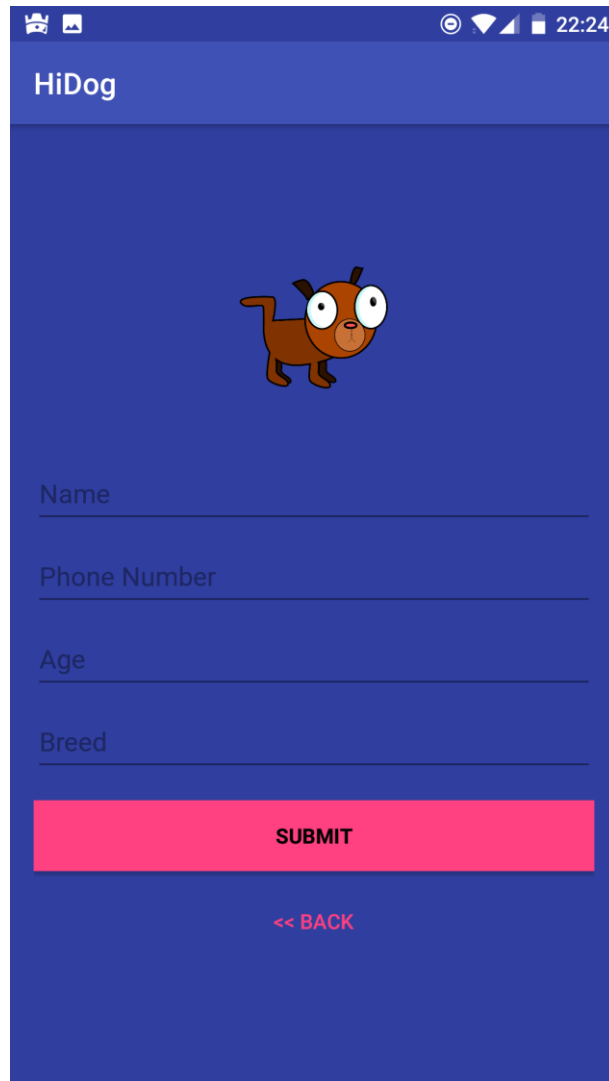 22:24
HiDog
Name
Phone Number
Age
Breed
SUBMIT
<< BACK